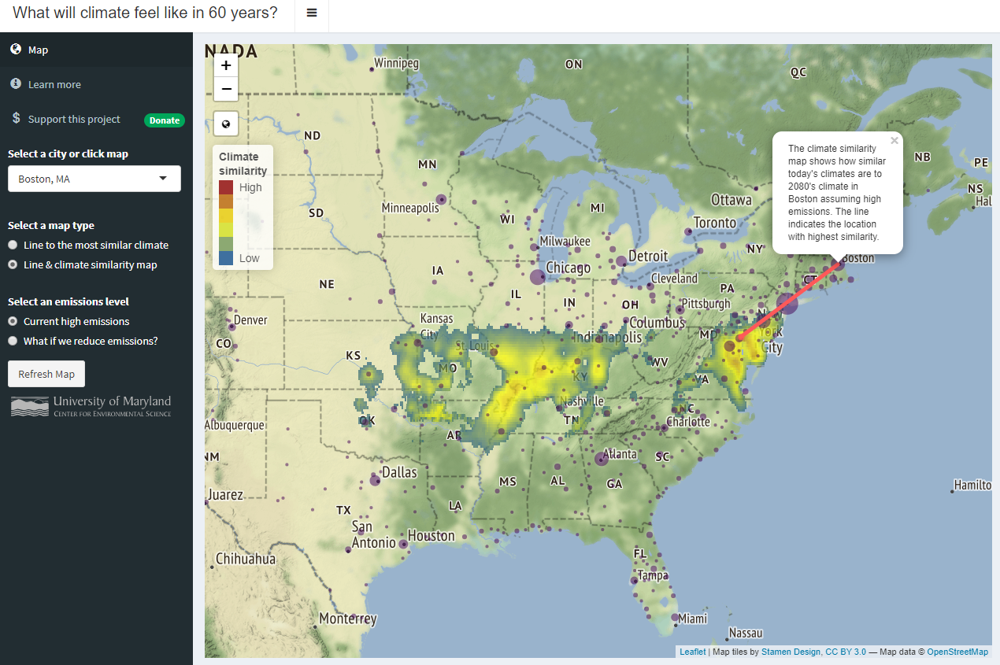 What will climate feel like in 60 years?
Map
Learn more
$ Support this project Donate
Select a city or click map
Boston, MA
Select a map type
Line to the most similar climate
Line & climate similarity map
Select an emissions level
Current high emissions
What if we reduce emissions?
Refresh Map
University of Maryland
CENTER FOR ENVIRONMENTAL SCIENCE
NADA
+
−
Climate
similarity
High
Low
The climate similarity
map shows how similar
today's climates are to
2080's climate in
Boston assuming high
emissions. The line
indicates the location
with highest similarity.
×
Winnipeg
ON
QC
ND
NB
PE
MN
NS
Hal
Ottawa
Minneapolis
MI
SD
WI
Toronto
Milwaukee
NY
Detroit
Boston
Chicago
IA
Cleveland
CT
NE
PA
IL
IN
OH
Pittsburgh
Denver
Kansas
City
Columbus
N
York
City
CO
St. Louis
Indianapolis
MD
KS
MO
WV
KY
VA
Nashville
NC
OK
TN
Charlotte
Albuquerque
AR
NM
Atlanta
SC
Dallas
MS
AL
GA
Hamilto
Juarez
LA
TX
San
Antonio
Houston
Chihuahua
FL
Tampa
Monterrey
Miami
Nassau
Leaflet | Map tiles by Stamen Design, CC BY 3.0 — Map data © OpenStreetMap